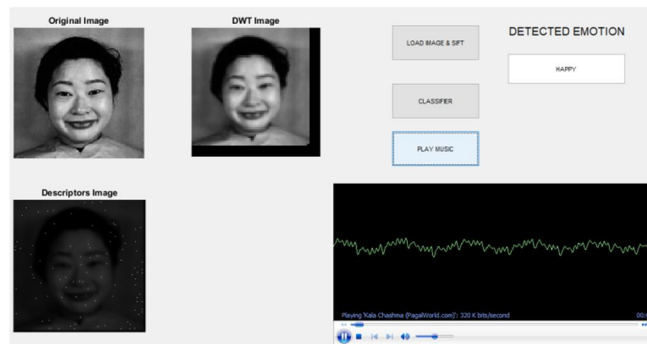 Original Image
DWT Image
LOAD IMAGE & SIFT
DETECTED EMOTION
HAPPY
CLASSIFIER
PLAY MUSIC
Descriptors Image
Playing 'Kala Chashma (PagalWorld.com)': 320 K bits/second